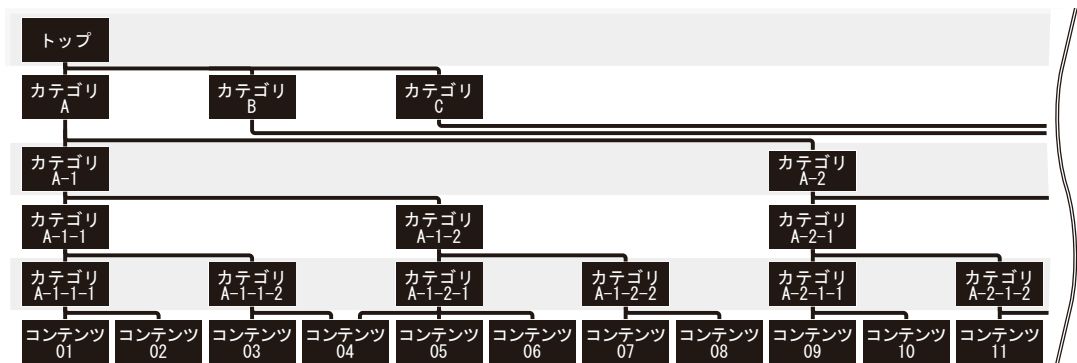 トップ
カテゴリ
A
カテゴリ
B
カテゴリ
C
カテゴリ
A-1
カテゴリ
A-2
カテゴリ
A-1-1
カテゴリ
A-1-2
カテゴリ
A-2-1
カテゴリ
A-1-1-1
カテゴリ
A-1-1-2
カテゴリ
A-1-2-1
カテゴリ
A-1-2-2
カテゴリ
A-2-1-1
カテゴリ
A-2-1-2
コンテンツ
01
コンテンツ
02
コンテンツ
03
コンテンツ
04
コンテンツ
05
コンテンツ
06
コンテンツ
07
コンテンツ
08
コンテンツ
09
コンテンツ
10
コンテンツ
11